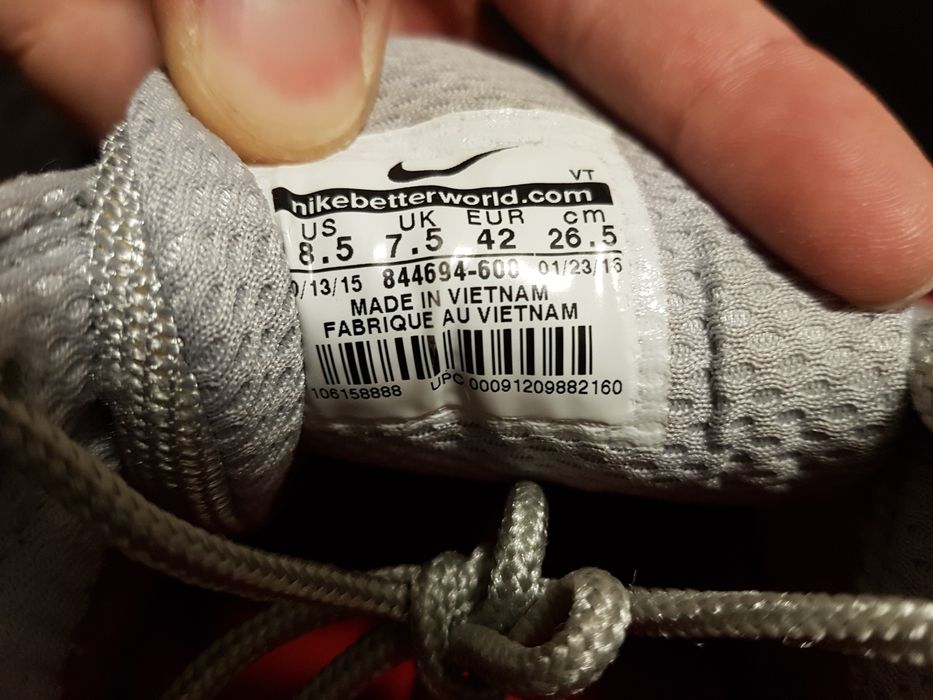 VT
nikebetterworld.com
US UK EUR cm
8.5 7.5 42 26.5
0/13/15 844694-600 01/23/16
MADE IN VIETNAM
FABRIQUE AU VIETNAM
106158888 UPC 00091209882160